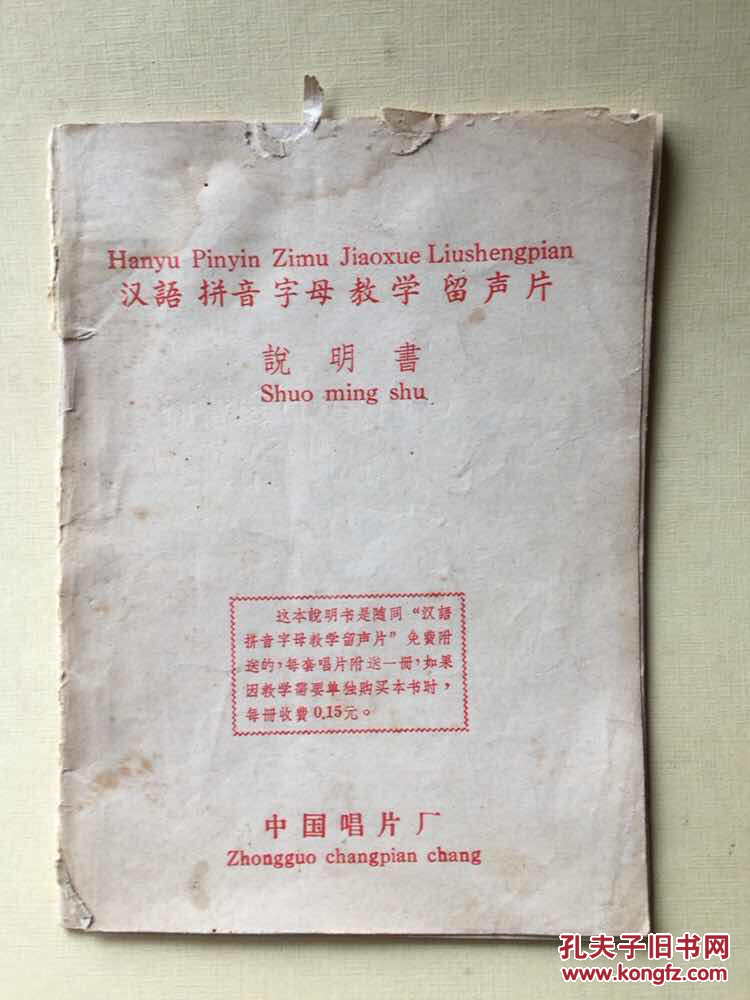 Hanyu Pinyin Zimu Jiaoxue Liushengpian
汉語 拼音 字母 教学 留声片
說明書
Shuo ming shu
这本說明书是随同“汉語
拼音字母教学留声片”免費附
送的，每套唱片附送一册，如果
因教学需要单独购买本书时，
每册收費0.15元。
中国唱片厂
Zhongguo changpian chang
孔夫子旧书网
www.kongfz.com